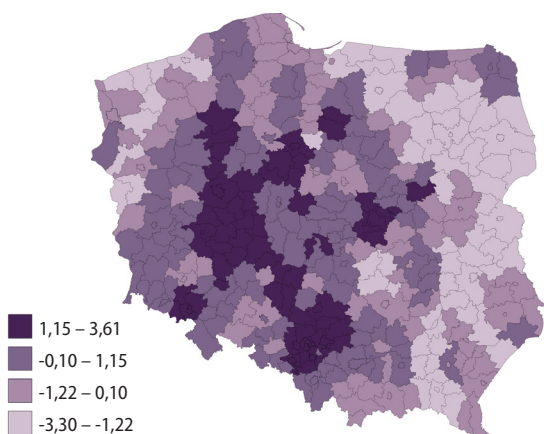 1,15 – 3,61
-0,10 – 1,15
-1,22 – 0,10
-3,30 – -1,22